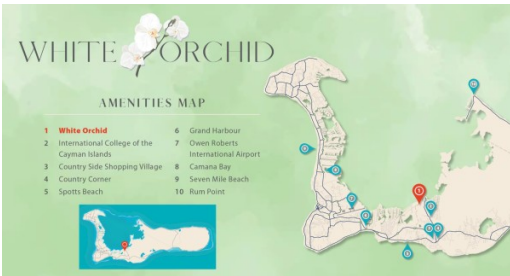 WHITE ORCHID
AMENITIES MAP
1 White Orchid
2 International College of the
Cayman Islands
3 Country Side Shopping Village
4 Country Corner
5 Spotts Beach
6 Grand Harbour
7 Owen Roberts
International Airport
8 Camana Bay
9 Seven Mile Beach
10 Rum Point